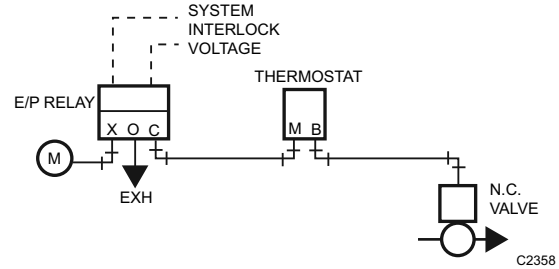 SYSTEM
INTERLOCK
VOLTAGE
THERMOSTAT
E/P RELAY
X O C
M B
M
EXH
N.C.
VALVE
C2358